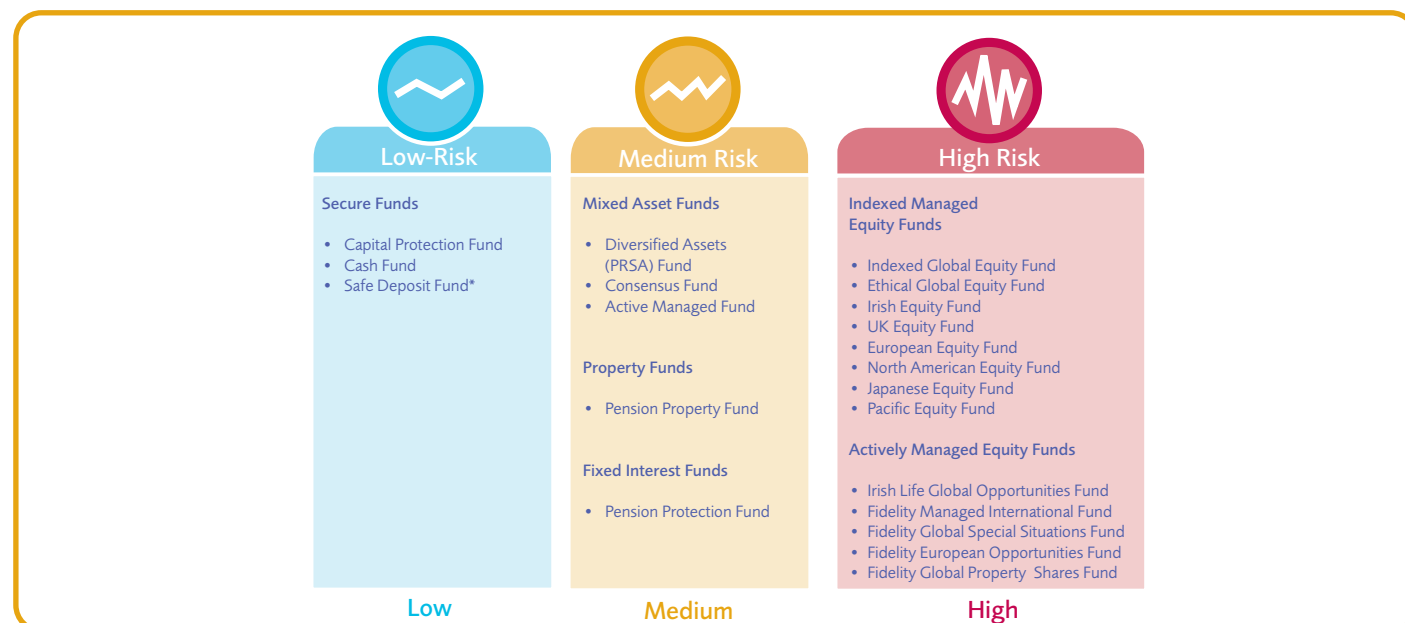 Low-Risk
Secure Funds
• Capital Protection Fund
• Cash Fund
• Safe Deposit Fund*
Low
Medium Risk
Mixed Asset Funds
• Diversified Assets
(PRSA) Fund
• Consensus Fund
• Active Managed Fund
Property Funds
• Pension Property Fund
Fixed Interest Funds
• Pension Protection Fund
Medium
High Risk
Indexed Managed
Equity Funds
• Indexed Global Equity Fund
• Ethical Global Equity Fund
• Irish Equity Fund
• UK Equity Fund
• European Equity Fund
• North American Equity Fund
• Japanese Equity Fund
• Pacific Equity Fund
Actively Managed Equity Funds
• Irish Life Global Opportunities Fund
• Fidelity Managed International Fund
• Fidelity Global Special Situations Fund
• Fidelity European Opportunities Fund
• Fidelity Global Property Shares Fund
High